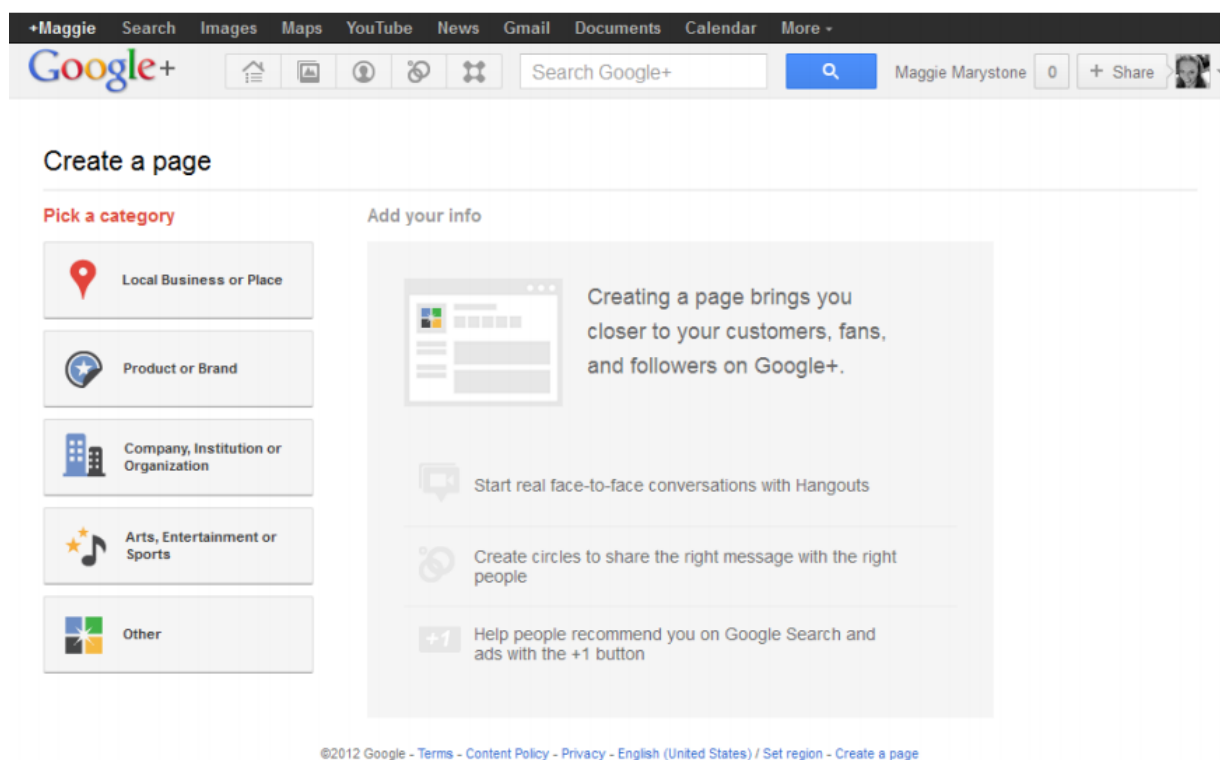 +Maggie Search Images Maps YouTube News Gmail Documents Calendar More
Google+ Search Google+ Maggie Marystone 0 + Share
Create a page
Pick a category
Add your info
Local Business or Place
Product or Brand
Company, Institution or
Organization
Arts, Entertainment or
Sports
Other
Creating a page brings you
closer to your customers, fans,
and followers on Google+.
Start real face-to-face conversations with Hangouts
Create circles to share the right message with the right
people
+1
Help people recommend you on Google Search and
ads with the +1 button
©2012 Google - Terms - Content Policy - Privacy - English (United States) / Set region - Create a page